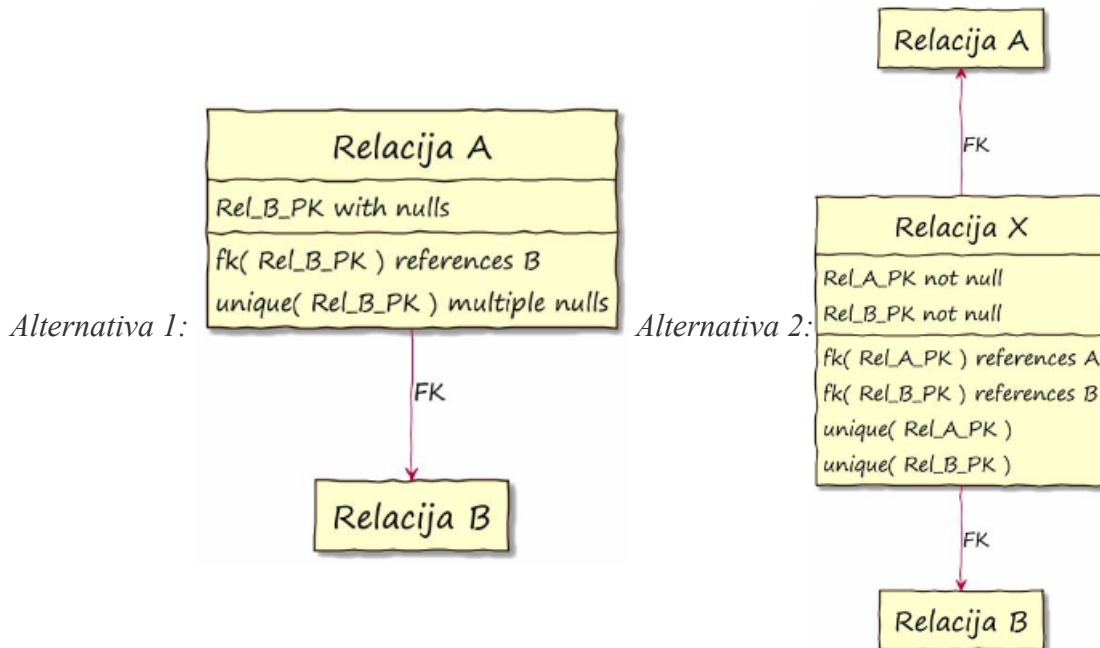 Alternativa 1:
Relacija A
Rel_B_PK with nulls
fk( Rel_B_PK ) references B
unique( Rel_B_PK ) multiple nulls
FK
Relacija B
Alternativa 2:
Relacija A
FK
Relacija X
Rel_A_PK not null
Rel_B_PK not null
fk( Rel_A_PK ) references A
fk( Rel_B_PK ) references B
unique( Rel_A_PK )
unique( Rel_B_PK )
FK
Relacija B